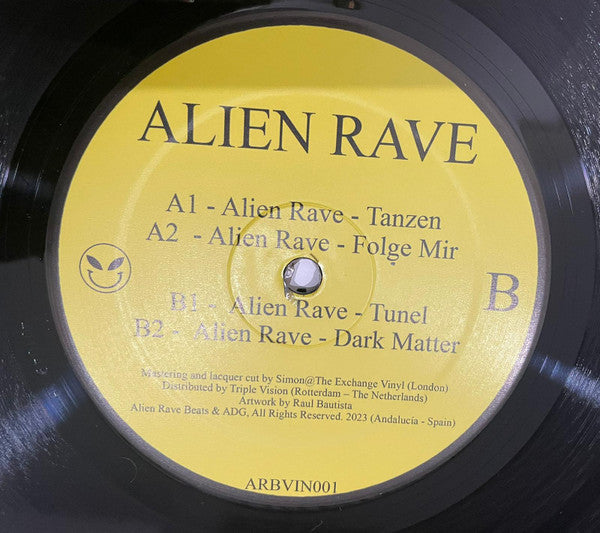 ALIEN RAVE
A1 - Alien Rave - Tanzen
A2 - Alien Rave - Folge Mir
B
B1 - Alien Rave - Tunel
B2 - Alien Rave - Dark Matter
Mastering and lacquer cut by Simon@The Exchange Vinyl (London)
Distributed by Triple Vision (Rotterdam – The Netherlands)
Artwork by Raul Bautista
Alien Rave Beats & ADG, All Rights Reserved. 2023 (Andalucía - Spain)
ARBVIN001